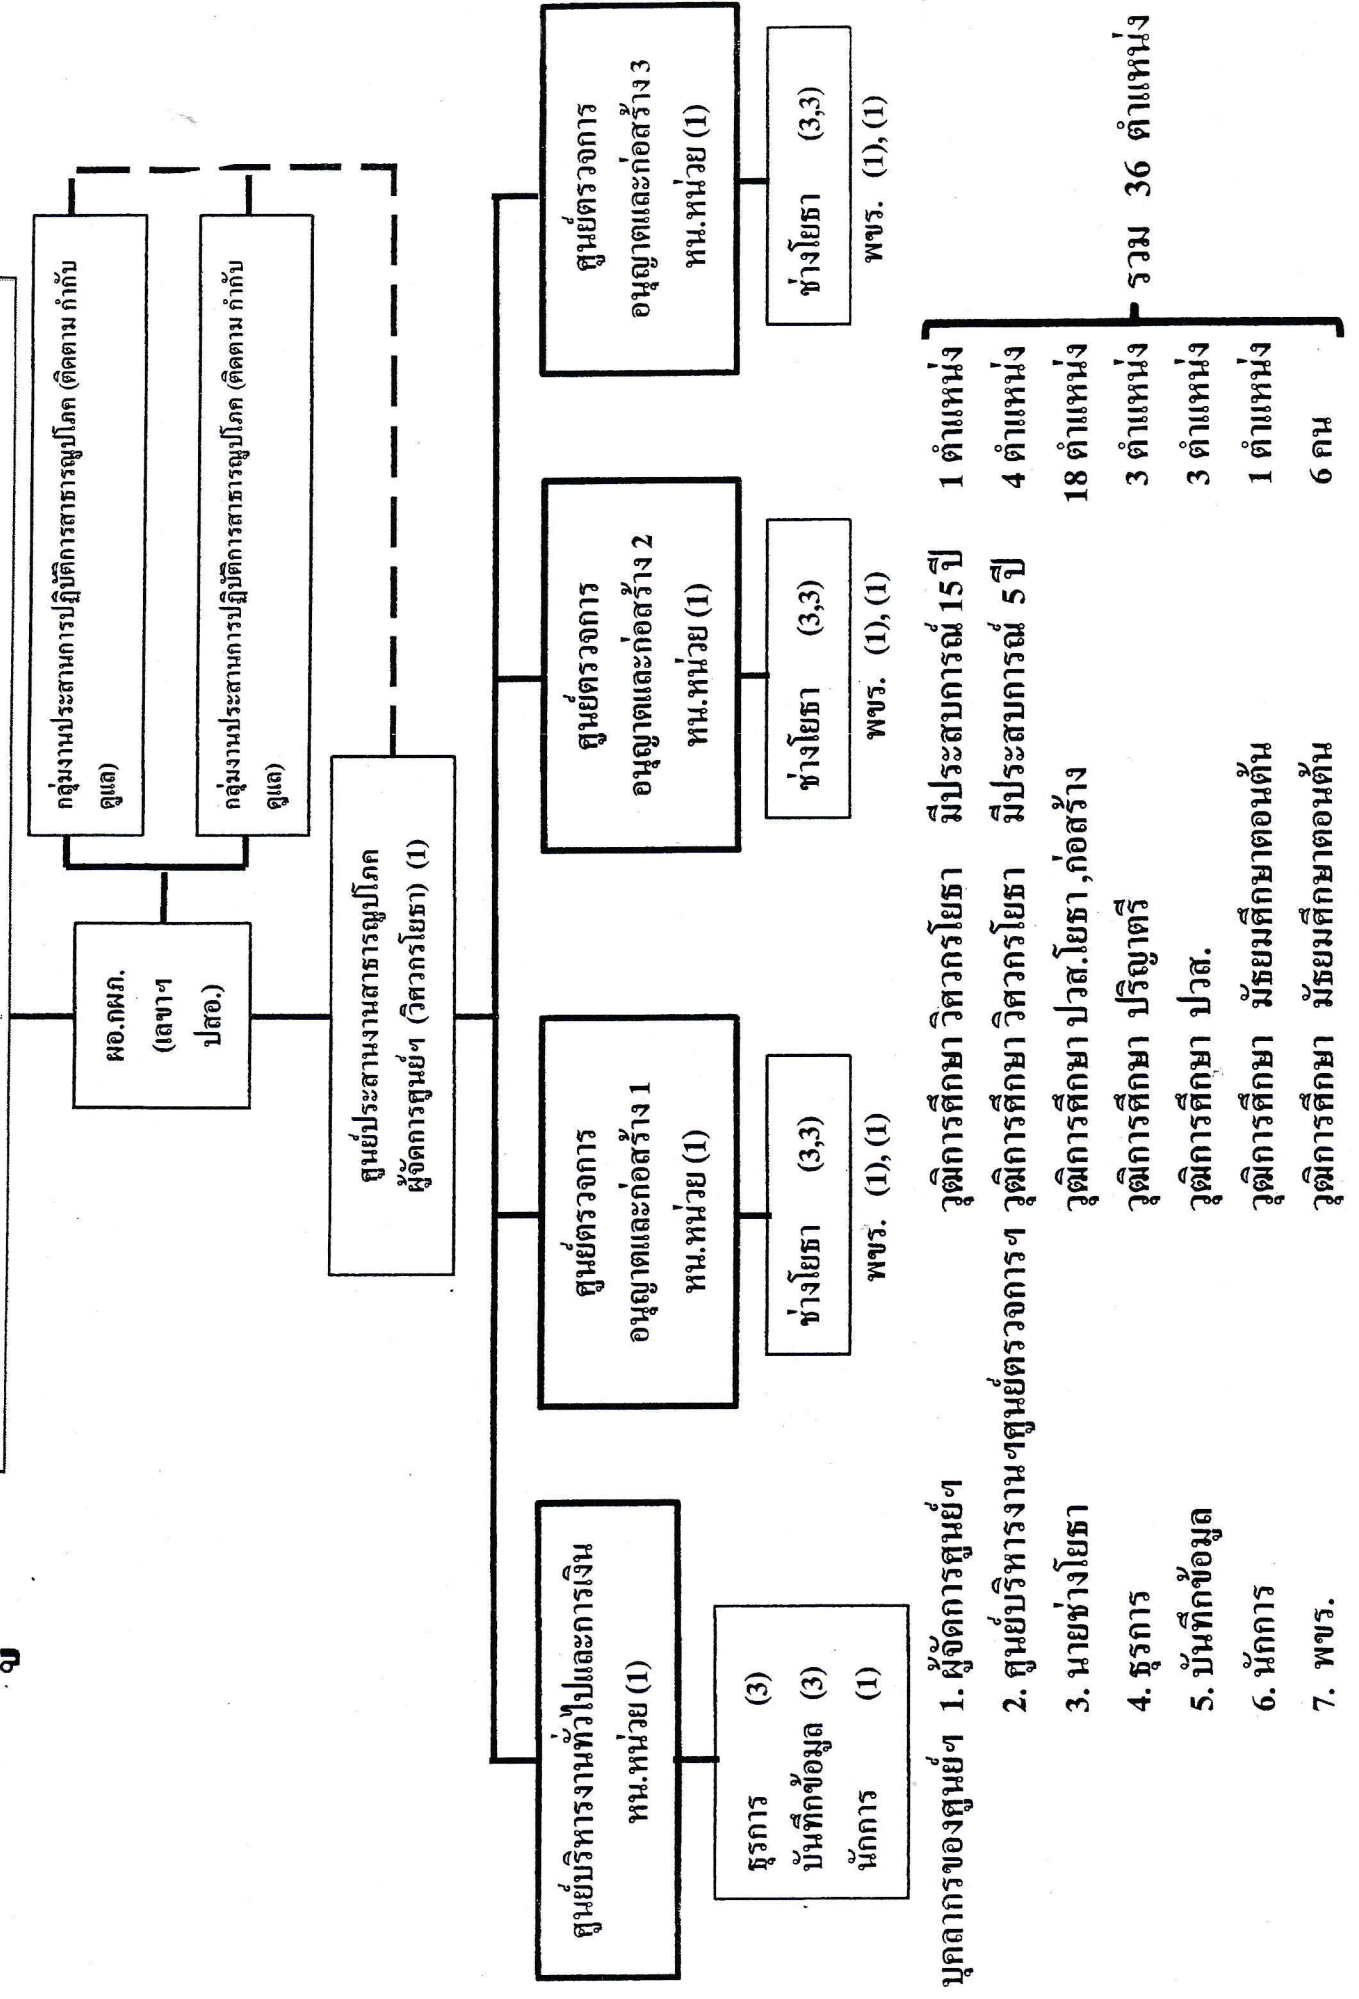 กลุ่มงานประสานการปฏิบัติการสาธารณูปโภค (ติดตาม กำกับ
ดูแล)
ผอ.กผภ.
(เลขาฯ
ปสอ.)
กลุ่มงานประสานการปฏิบัติการสาธารณูปโภค (ติดตาม กำกับ
ดูแล)
ศูนย์ประสานงานสาธารณูปโภค
ผู้จัดการศูนย์ฯ (วิศวกรโยธา) (1)
ศูนย์บริหารงานทั่วไปและการเงิน
หน.หน่วย (1)
ศูนย์ตรวจการ
อนุญาตและก่อสร้าง 1
หน.หน่วย (1)
ศูนย์ตรวจการ
อนุญาตและก่อสร้าง 2
หน.หน่วย (1)
ศูนย์ตรวจการ
อนุญาตและก่อสร้าง 3
หน.หน่วย (1)
ธุรการ (3)
บันทึกข้อมูล (3)
นักการ (1)
ช่างโยธา (3,3)
พขร. (1), (1)
ช่างโยธา (3,3)
พขร. (1), (1)
ช่างโยธา (3,3)
พขร. (1), (1)
บุคลากรของศูนย์ฯ 1. ผู้จัดการศูนย์ฯ วุฒิการศึกษา วิศวกรโยธา มีประสบการณ์ 15 ปี 1 ตำแหน่ง
2. ศูนย์บริหารงานฯศูนย์ตรวจการฯ วุฒิการศึกษา วิศวกรโยธา มีประสบการณ์ 5 ปี 4 ตำแหน่ง
3. นายช่างโยธา วุฒิการศึกษา ปวส.โยธา ,ก่อสร้าง 18 ตำแหน่ง
4. ธุรการ วุฒิการศึกษา ปริญาตรี 3 ตำแหน่ง รวม 36 ตำแหน่ง
5. บันทึกข้อมูล วุฒิการศึกษา ปวส. 3 ตำแหน่ง
6. นักการ วุฒิการศึกษา มัธยมศึกษาตอนต้น 1 ตำแหน่ง
7. พขร. วุฒิการศึกษา มัธยมศึกษาตอนต้น 6 คน